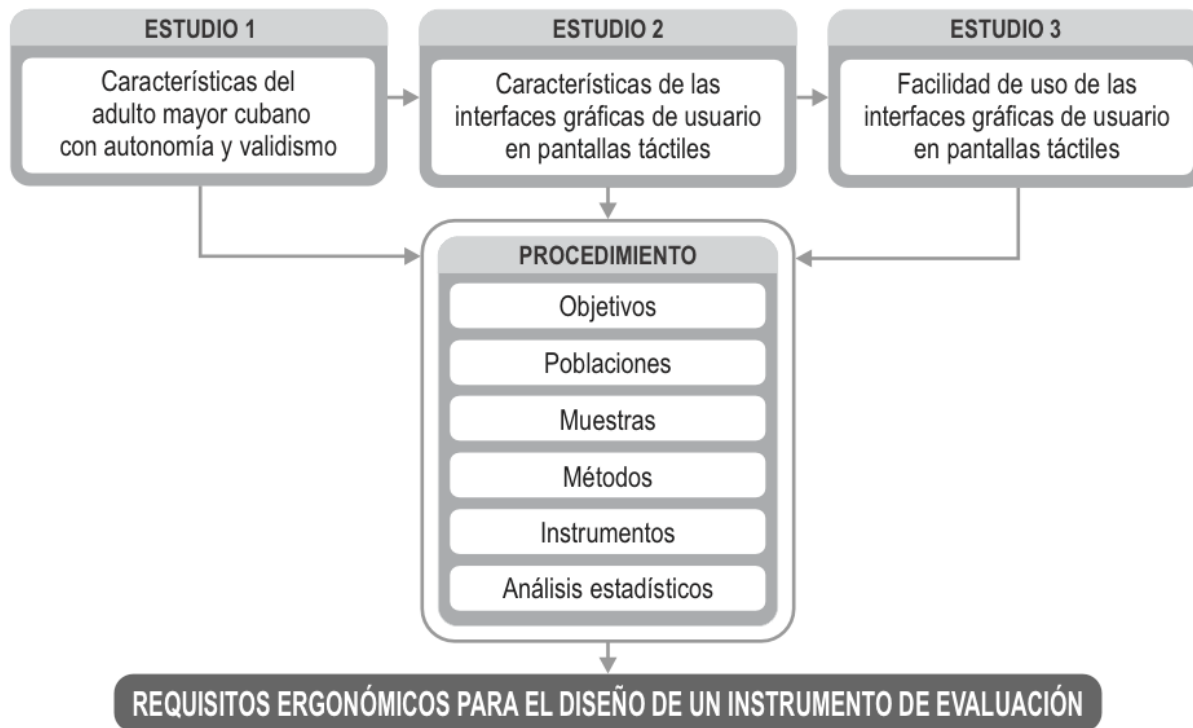 ESTUDIO 1
Características del
adulto mayor cubano
con autonomía y validismo
ESTUDIO 2
Características de las
interfaces gráficas de usuario
en pantallas táctiles
ESTUDIO 3
Facilidad de uso de las
interfaces gráficas de usuario
en pantallas táctiles
PROCEDIMIENTO
Objetivos
Poblaciones
Muestras
Métodos
Instrumentos
Análisis estadísticos
REQUISITOS ERGONÓMICOS PARA EL DISEÑO DE UN INSTRUMENTO DE EVALUACIÓN